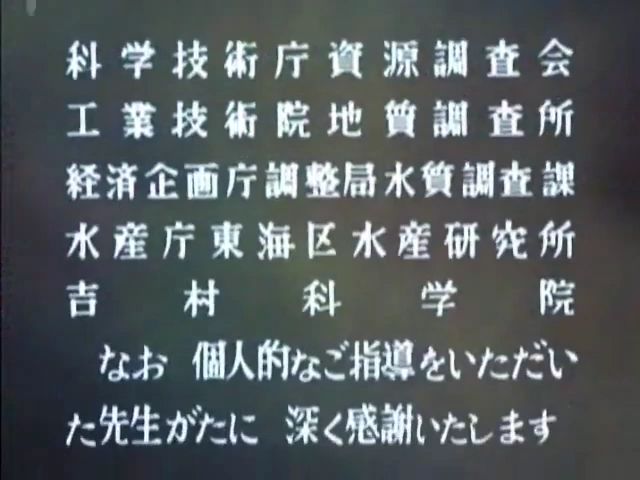 科学技術庁資源調査会
工業技術院地質調査所
経済企画庁調整局水質調査課
水産庁東海区水産研究所
吉村科学院
なお 個人的なご指導をいただい
た先生がたに 深く感謝いたします